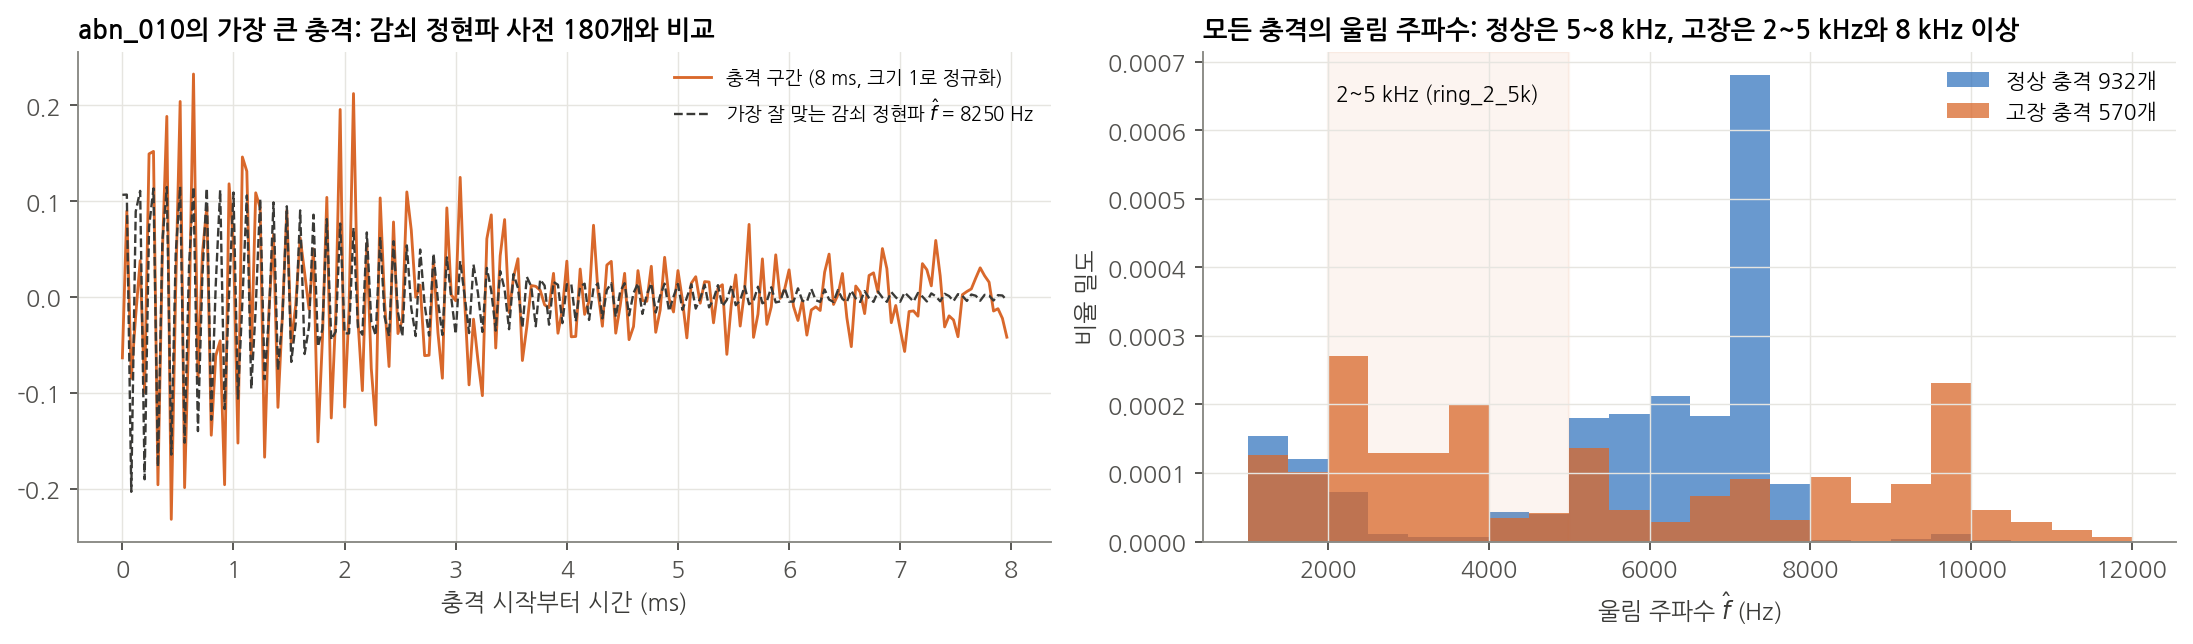 abn_010의 가장 큰 충격: 감쇠 정현파 사전 180개와 비교
충격 구간 (8 ms, 크기 1로 정규화)
가장 잘 맞는 감쇠 정현파 f̂ = 8250 Hz
0.2
0.1
0.0
-0.1
-0.2
0 1 2 3 4 5 6 7 8
충격 시작부터 시간 (ms)
모든 충격의 울림 주파수: 정상은 5~8 kHz, 고장은 2~5 kHz와 8 kHz 이상
2~5 kHz (ring_2_5k)
정상 충격 932개
고장 충격 570개
비율 밀도
0.0007
0.0006
0.0005
0.0004
0.0003
0.0002
0.0001
0.0000
2000 4000 6000 8000 10000 12000
울림 주파수 f̂ (Hz)